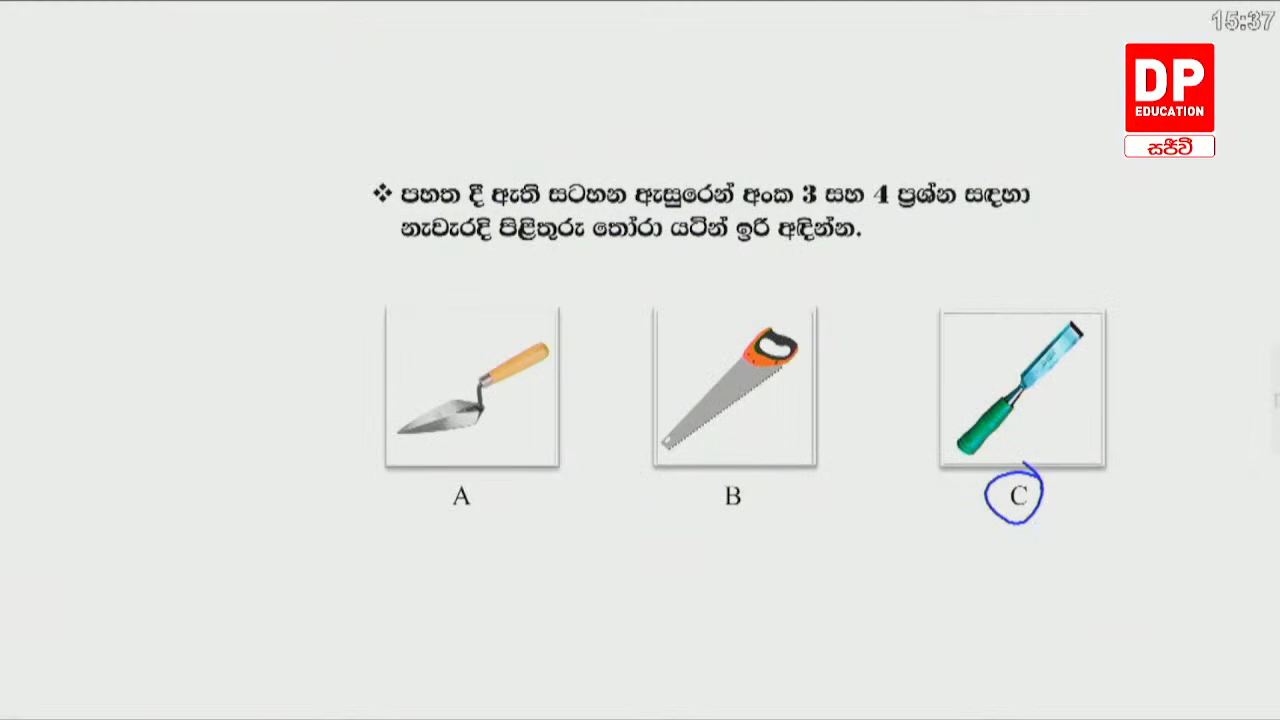 15:37
DP
EDUCATION
සජීවී
❖ පහත දී ඇති සටහන ඇසුරෙන් අංක 3 සහ 4 ප්‍රශ්න සඳහා
නැවැරදි පිළිතුරු තෝරා යටින් ඉරි අඳින්න.
A B C